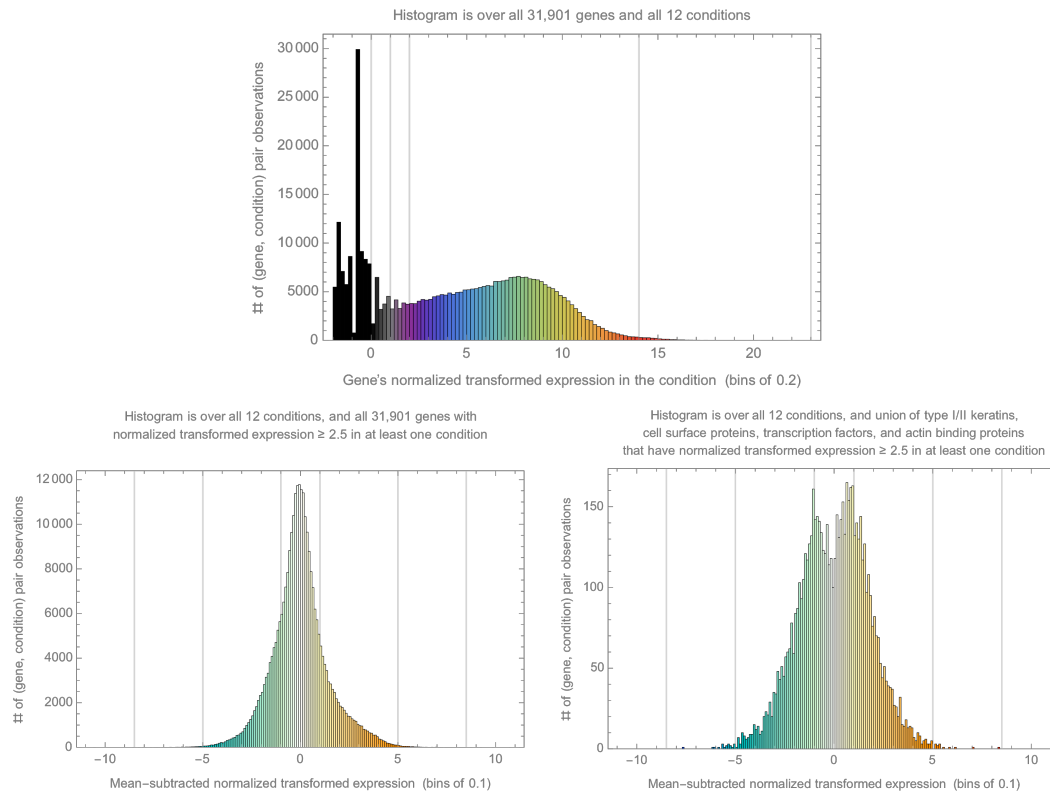 Histogram is over all 31,901 genes and all 12 conditions
# of (gene, condition) pair observations
30 000
25 000
20 000
15 000
10 000
5000
0
0 5 10 15 20
Gene's normalized transformed expression in the condition (bins of 0.2)
Histogram is over all 12 conditions, and all 31,901 genes with
normalized transformed expression ≥ 2.5 in at least one condition
# of (gene, condition) pair observations
12 000
10 000
8000
6000
4000
2000
0
−10 −5 0 5 10
Mean−subtracted normalized transformed expression (bins of 0.1)
Histogram is over all 12 conditions, and union of type I/II keratins,
cell surface proteins, transcription factors, and actin binding proteins
that have normalized transformed expression ≥ 2.5 in at least one condition
# of (gene, condition) pair observations
150
100
50
0
−10 −5 0 5 10
Mean−subtracted normalized transformed expression (bins of 0.1)